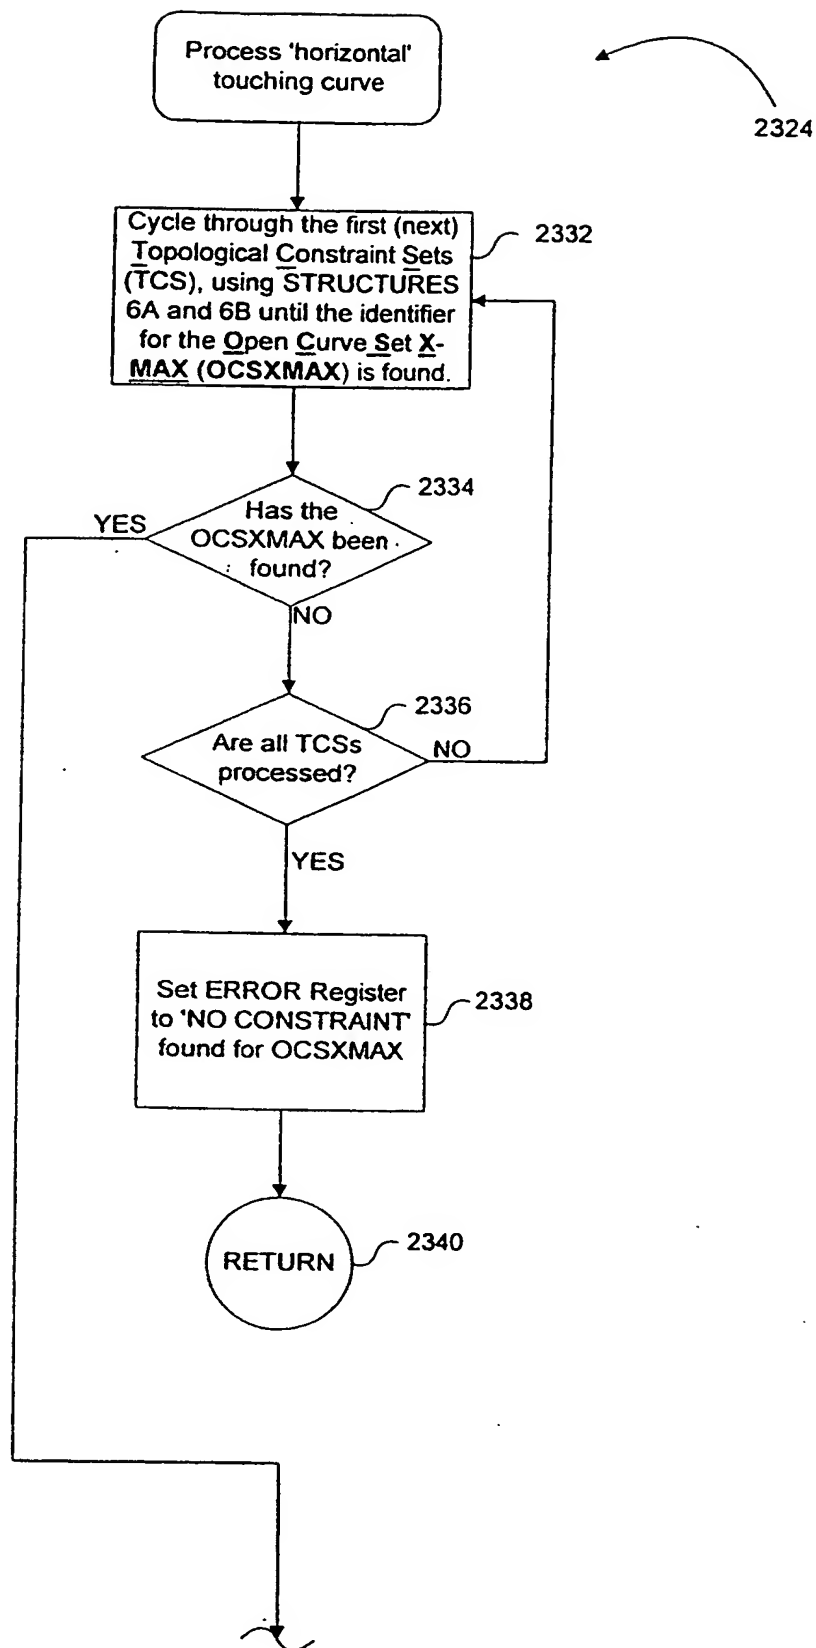 Process 'horizontal'
touching curve
2324
Cycle through the first (next)
Topological Constraint Sets
(TCS), using STRUCTURES
6A and 6B until the identifier
for the Open Curve Set X-
MAX (OCSXMAX) is found.
2332
2334
YES
Has the
OCSXMAX been
found?
NO
2336
Are all TCSs
processed?
NO
YES
Set ERROR Register
to 'NO CONSTRAINT'
found for OCSXMAX
2338
RETURN
2340